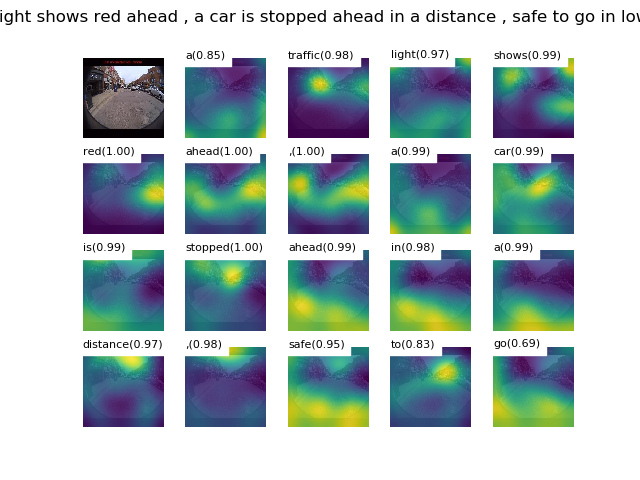 ight shows red ahead , a car is stopped ahead in a distance , safe to go in low
a(0.85) traffic(0.98) light(0.97) shows(0.99)
red(1.00) ahead(1.00) ,(1.00) a(0.99) car(0.99)
is(0.99) stopped(1.00) ahead(0.99) in(0.98) a(0.99)
distance(0.97) ,(0.98) safe(0.95) to(0.83) go(0.69)